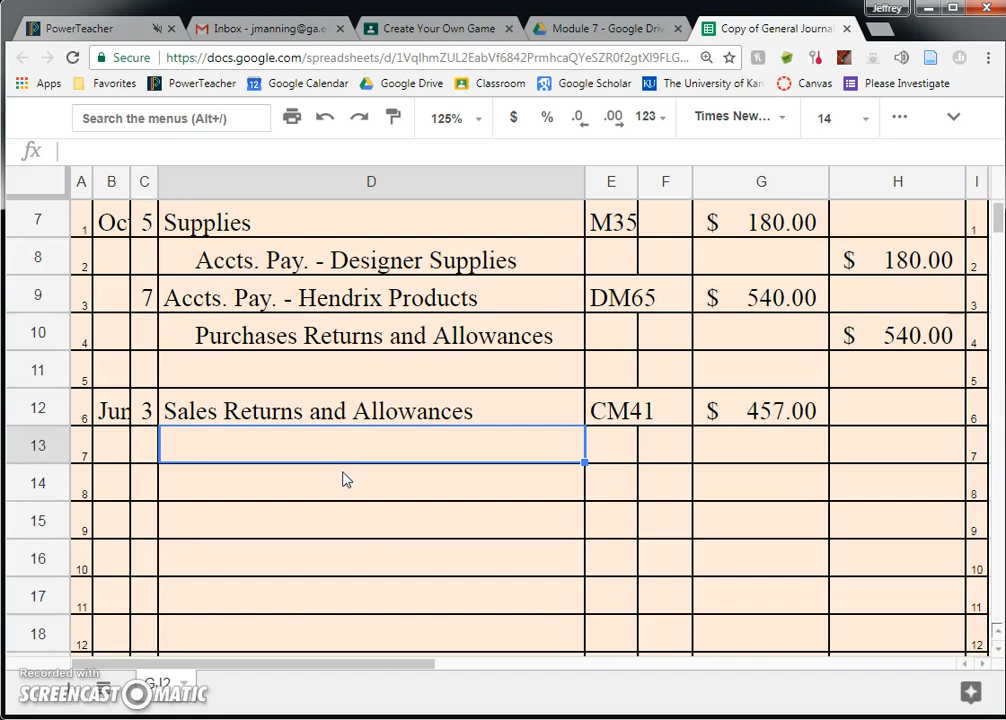 Jeffrey
PowerTeacher
Inbox - jmanning@ga.e
Create Your Own Game
Module 7 - Google Driv
Copy of General Journa
Secure
https://docs.google.com/spreadsheets/d/
Apps
Favorites
PowerTeacher
12 Google Calendar
Google Drive
Classroom
Google Scholar
KU The University of Kan
Canvas
Please Investigate
Search the menus (Alt+/)
125%
$
%
.0
.00
123
Times New...
14
fx
A B C D E F G H I
7 1 Oct 5 Supplies M35 $ 180.00 1
8 2 Accts. Pay. - Designer Supplies $ 180.00 2
9 3 7 Accts. Pay. - Hendrix Products DM65 $ 540.00 3
10 4 Purchases Returns and Allowances $ 540.00 4
11 5 5
12 6 Jun 3 Sales Returns and Allowances CM41 $ 457.00 6
13 7 7
14 8 8
15 9 9
16 10 10
17 11 11
18 12 12
Recorded with
SCREENCAST-O-MATIC